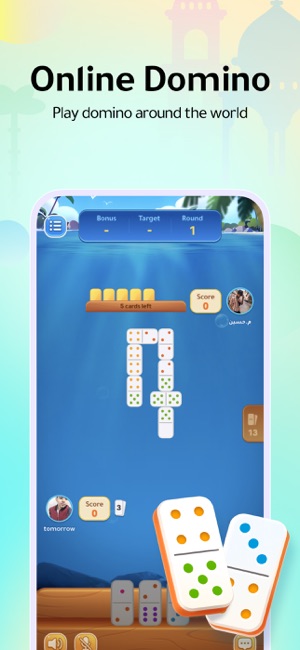 Online Domino
Play domino around the world
Bonus Target Round
- - 1
5 cards left
Score
0
م.حسين
13
Score
0
3
tomorrow